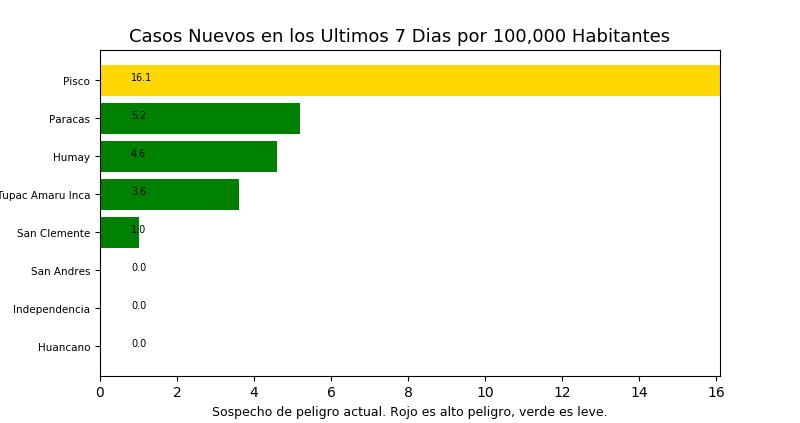 Casos Nuevos en los Ultimos 7 Dias por 100,000 Habitantes
Pisco 16.1
Paracas 5.2
Humay 4.6
Tupac Amaru Inca 3.6
San Clemente 1.0
San Andres 0.0
Independencia 0.0
Huancano 0.0
0 2 4 6 8 10 12 14 16
Sospecho de peligro actual. Rojo es alto peligro, verde es leve.